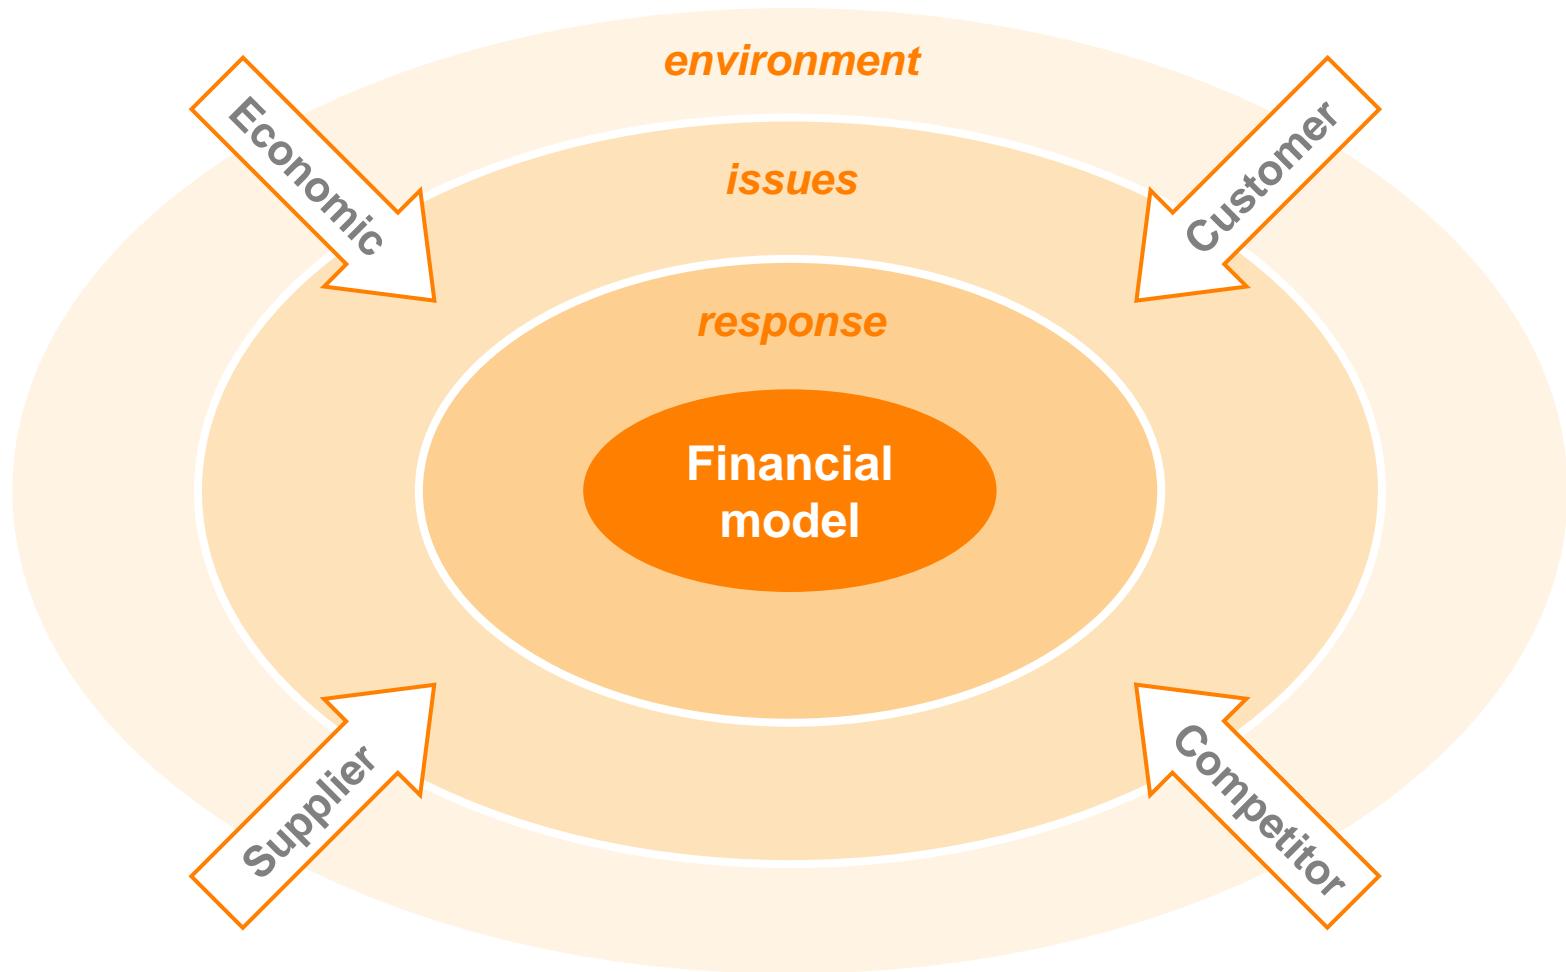 environment
Economic
Customer
issues
response
Financial
model
Supplier
Competitor